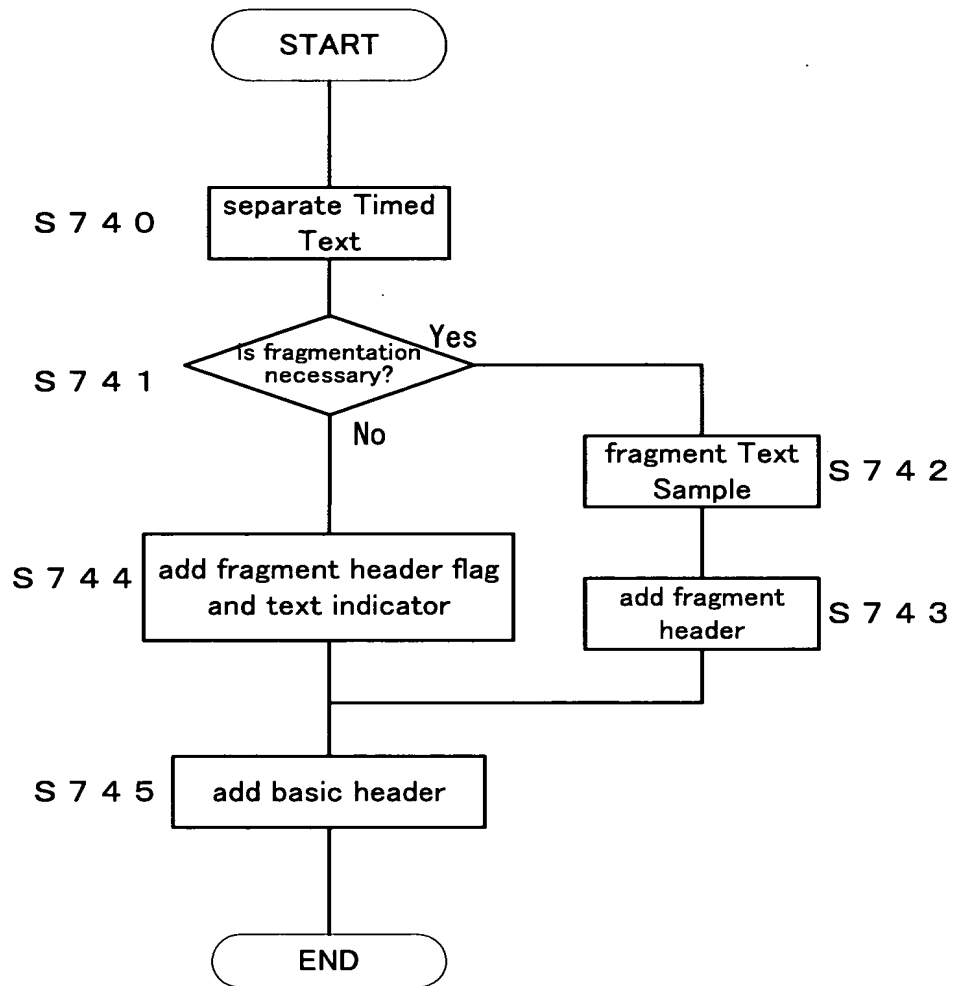 START
S740
separate Timed
Text
S741
is fragmentation
necessary?
Yes
No
fragment Text
Sample
S742
S744
add fragment header flag
and text indicator
add fragment
header
S743
S745
add basic header
END